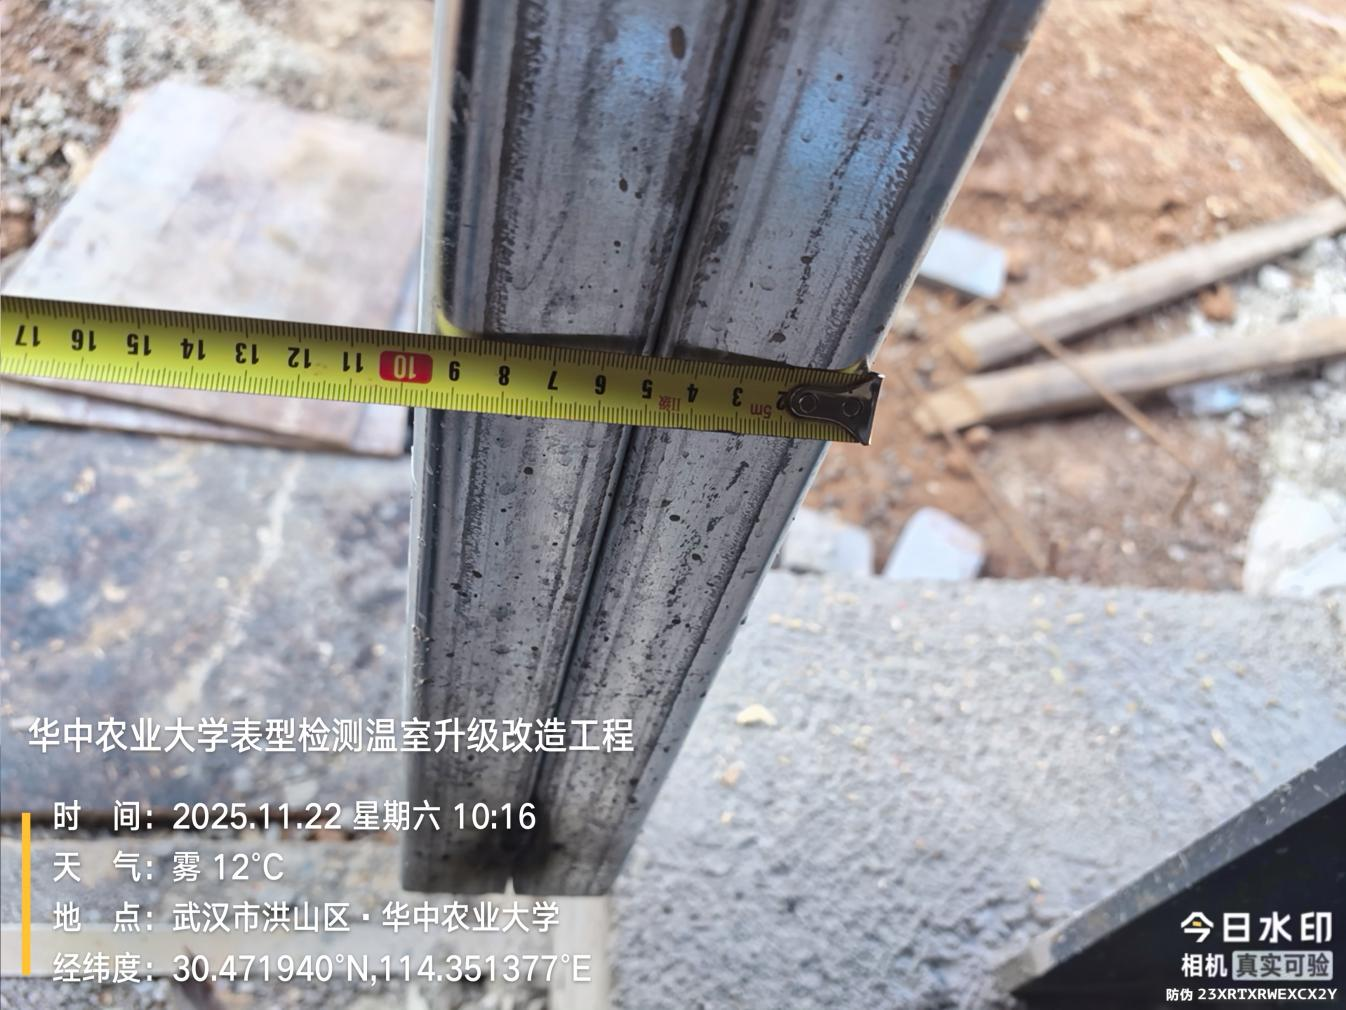 17 16 15 14 13 12 11 10 9 8 7 6 5 4 3 2
II级 5m
华中农业大学表型检测温室升级改造工程
时 间：2025.11.22 星期六 10:16
天 气：雾 12°C
地 点：武汉市洪山区·华中农业大学
经纬度：30.471940°N,114.351377°E
今日水印
相机 真实可验
防伪 23XRTXRWEXCX2Y